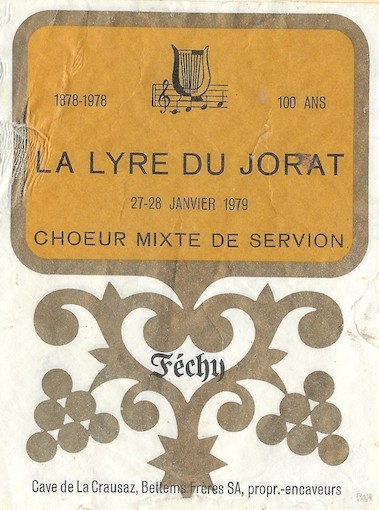 1878-1978
100 ANS
LA LYRE DU JORAT
27-28 JANVIER 1979
CHOEUR MIXTE DE SERVION
Féchy
Cave de La Crausaz, Bettems Frères SA, propr.-encaveurs